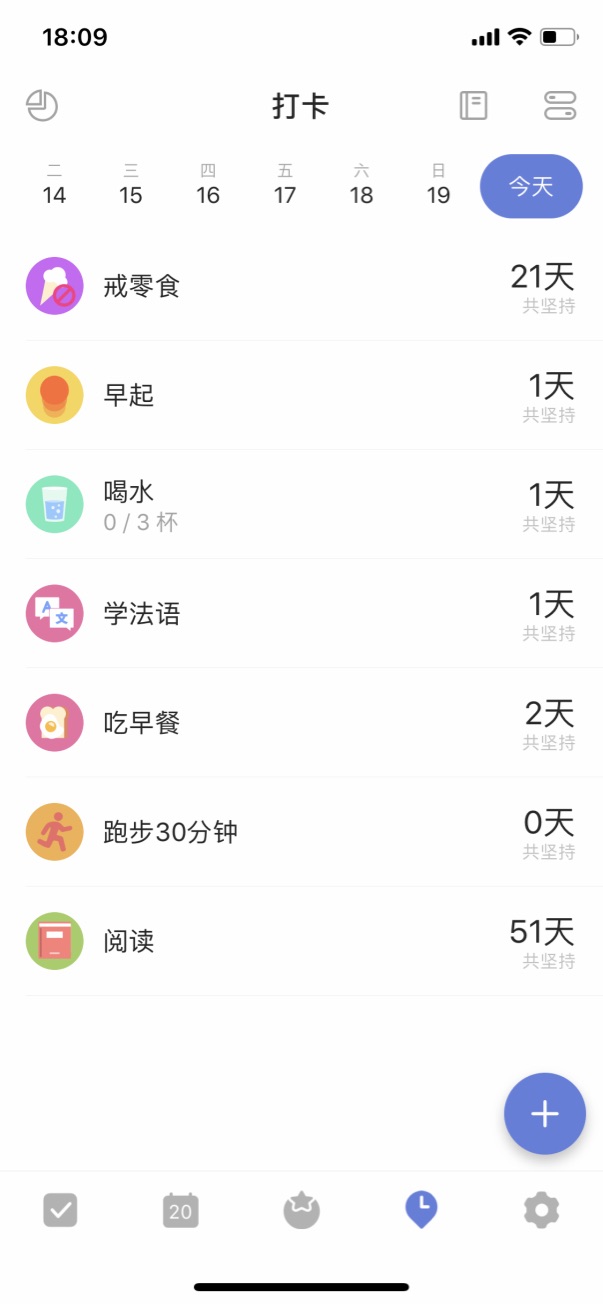 18:09
打卡
二 三 四 五 六 日
14 15 16 17 18 19 今天
戒零食
21天
共坚持
早起
1天
共坚持
喝水
0 / 3 杯
1天
共坚持
A
文
学法语
1天
共坚持
吃早餐
2天
共坚持
跑步30分钟
0天
共坚持
阅读
51天
共坚持
20